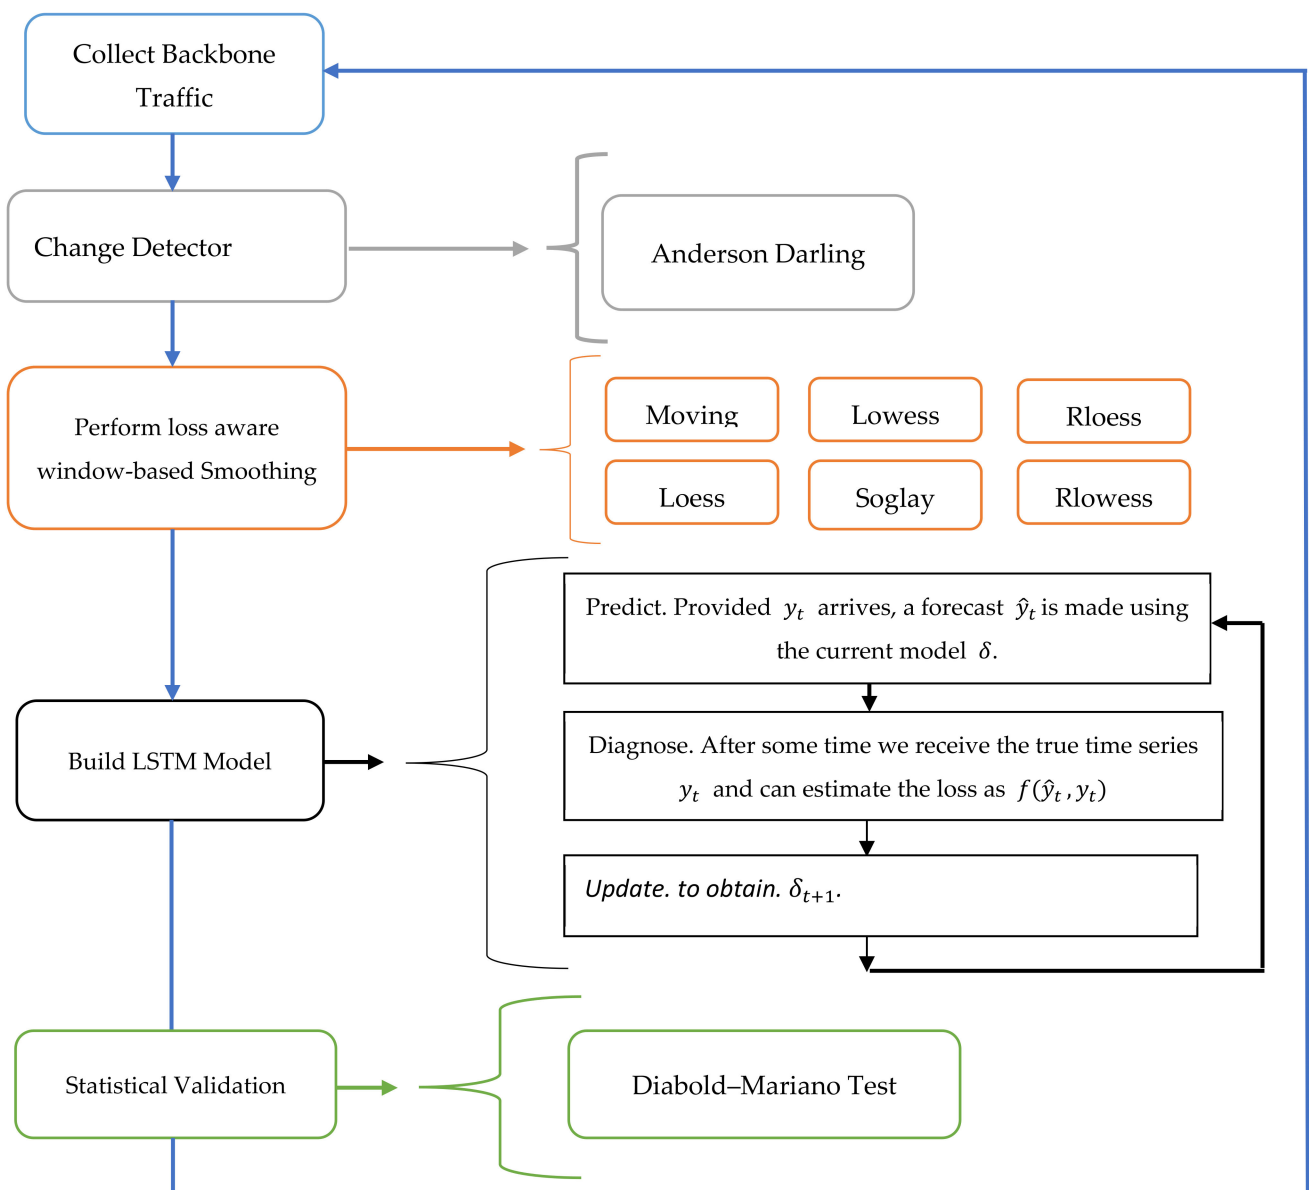 Collect Backbone
Traffic
Change Detector
Anderson Darling
Perform loss aware
window-based Smoothing
Moving
Lowess
Rloess
Loess
Soglay
Rlowess
Build LSTM Model
Predict. Provided y_t arrives, a forecast ŷ_t is made using
the current model δ.
Diagnose. After some time we receive the true time series
y_t and can estimate the loss as f(ŷ_t, y_t)
Update. to obtain. δ_{t+1}.
Statistical Validation
Diabold–Mariano Test